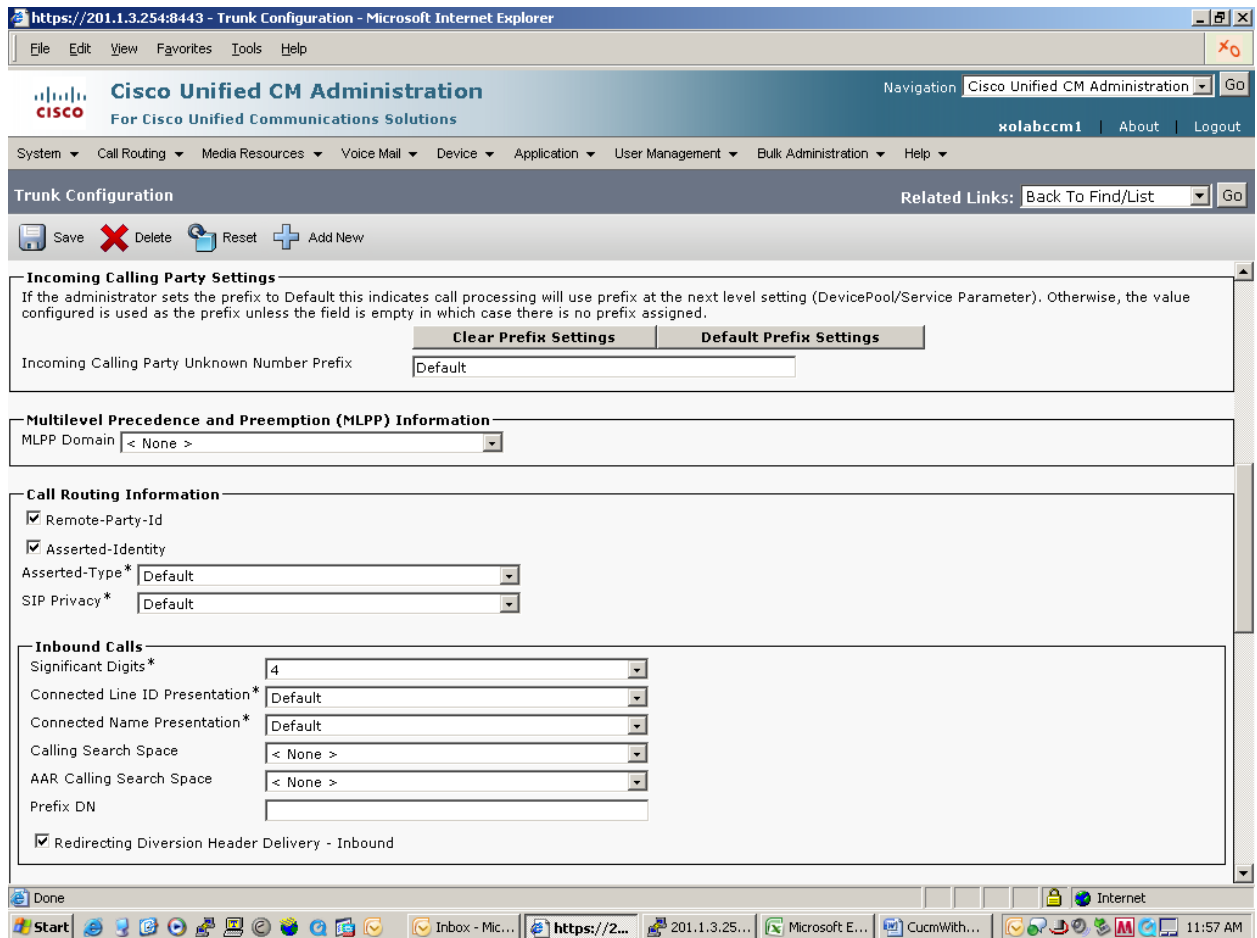 https://201.1.3.254:8443 - Trunk Configuration - Microsoft Internet Explorer
File Edit View Favorites Tools Help
Cisco Unified CM Administration
For Cisco Unified Communications Solutions
CISCO
Navigation Cisco Unified CM Administration Go
xolabccm1 | About | Logout
System Call Routing Media Resources Voice Mail Device Application User Management Bulk Administration Help
Trunk Configuration
Related Links: Back To Find/List Go
Save Delete Reset Add New
Incoming Calling Party Settings
If the administrator sets the prefix to Default this indicates call processing will use prefix at the next level setting (DevicePool/Service Parameter). Otherwise, the value
configured is used as the prefix unless the field is empty in which case there is no prefix assigned.
Clear Prefix Settings Default Prefix Settings
Incoming Calling Party Unknown Number Prefix Default
Multilevel Precedence and Preemption (MLPP) Information
MLPP Domain < None >
Call Routing Information
Remote-Party-Id
Asserted-Identity
Asserted-Type* Default
SIP Privacy* Default
Inbound Calls
Significant Digits* 4
Connected Line ID Presentation* Default
Connected Name Presentation* Default
Calling Search Space < None >
AAR Calling Search Space < None >
Prefix DN
Redirecting Diversion Header Delivery - Inbound
Done
Internet
Start Inbox - Mic... https://2... 201.1.3.25... Microsoft E... CucmWith... 11:57 AM